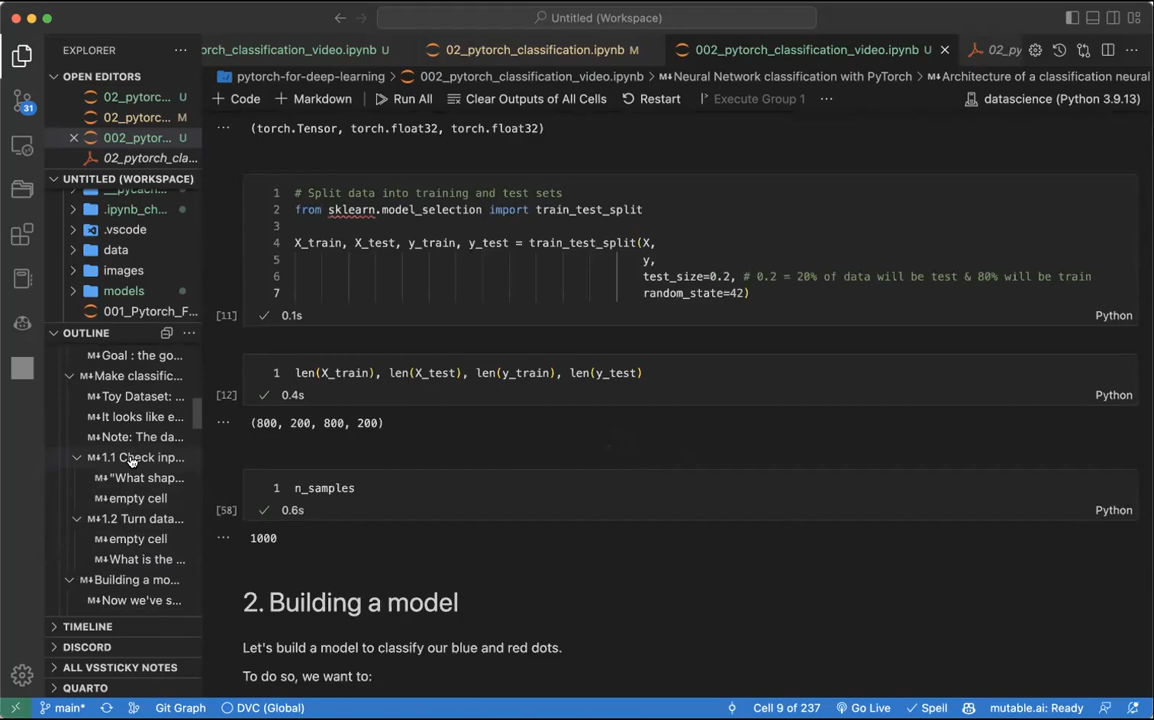 Untitled (Workspace)
EXPLORER
OPEN EDITORS
02_pytorc... U
02_pytorc... M
002_pytor... U
02_pytorch_cla...
UNTITLED (WORKSPACE)
.ipynb_ch...
.vscode
data
images
models
001_Pytorch_F...
OUTLINE
Goal : the go...
Make classific...
Toy Dataset: ...
It looks like e...
Note: The da...
1.1 Check inp...
"What shap...
empty cell
1.2 Turn data...
empty cell
What is the ...
Building a mo...
Now we've s...
TIMELINE
DISCORD
ALL VSSTICKY NOTES
QUARTO
31
rch_classification_video.ipynb U
02_pytorch_classification.ipynb M
002_pytorch_classification_video.ipynb U
02_py
pytorch-for-deep-learning > 002_pytorch_classification_video.ipynb > Neural Network classification with PyTorch > Architecture of a classification neural
+ Code + Markdown Run All Clear Outputs of All Cells Restart Execute Group 1 ... datascience (Python 3.9.13)
(torch.Tensor, torch.float32, torch.float32)
1 # Split data into training and test sets
2 from sklearn.model_selection import train_test_split
3
4 X_train, X_test, y_train, y_test = train_test_split(X,
5 y,
6 test_size=0.2, # 0.2 = 20% of data will be test & 80% will be train
7 random_state=42)
[11] 0.1s Python
1 len(X_train), len(X_test), len(y_train), len(y_test)
[12] 0.4s Python
(800, 200, 800, 200)
1 n_samples
[58] 0.6s Python
1000
2. Building a model
Let's build a model to classify our blue and red dots.
To do so, we want to:
main* Git Graph DVC (Global) Cell 9 of 237 Go Live Spell mutable.ai: Ready